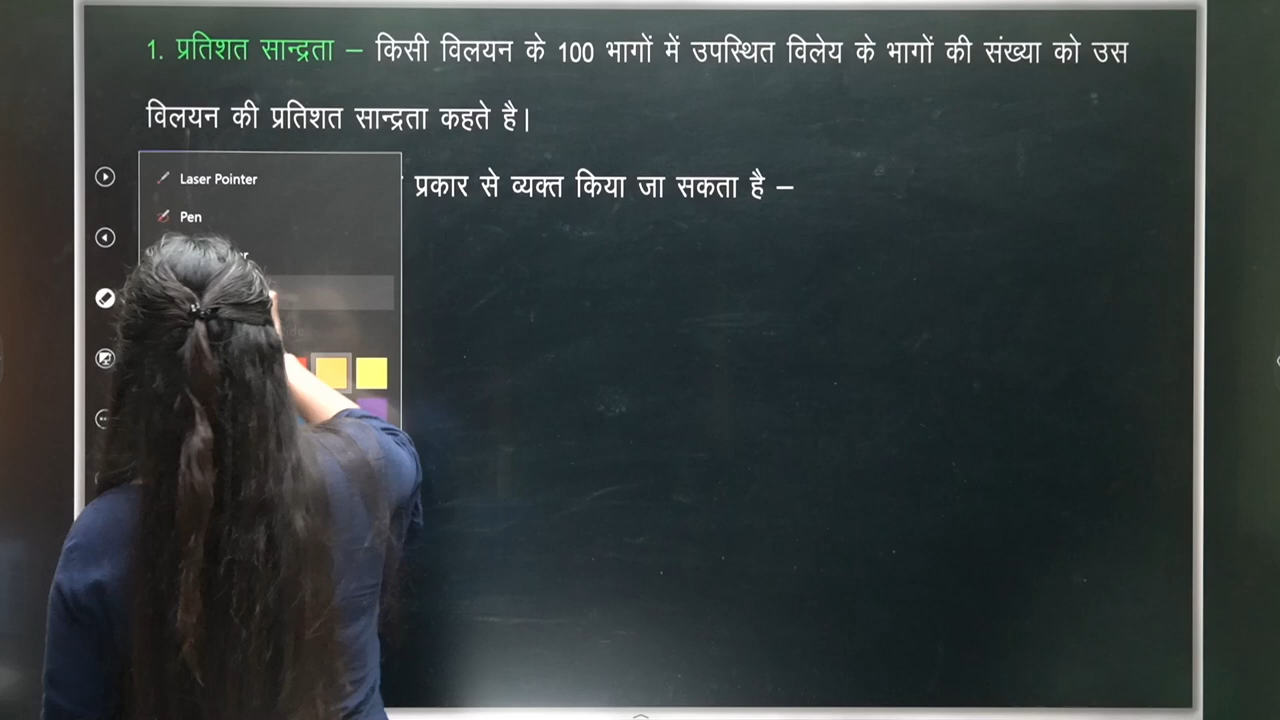 1. प्रतिशत सान्द्रता – किसी विलयन के 100 भागों में उपस्थित विलेय के भागों की संख्या को उस
विलयन की प्रतिशत सान्द्रता कहते है।
प्रकार से व्यक्त किया जा सकता है –
Laser Pointer
Pen